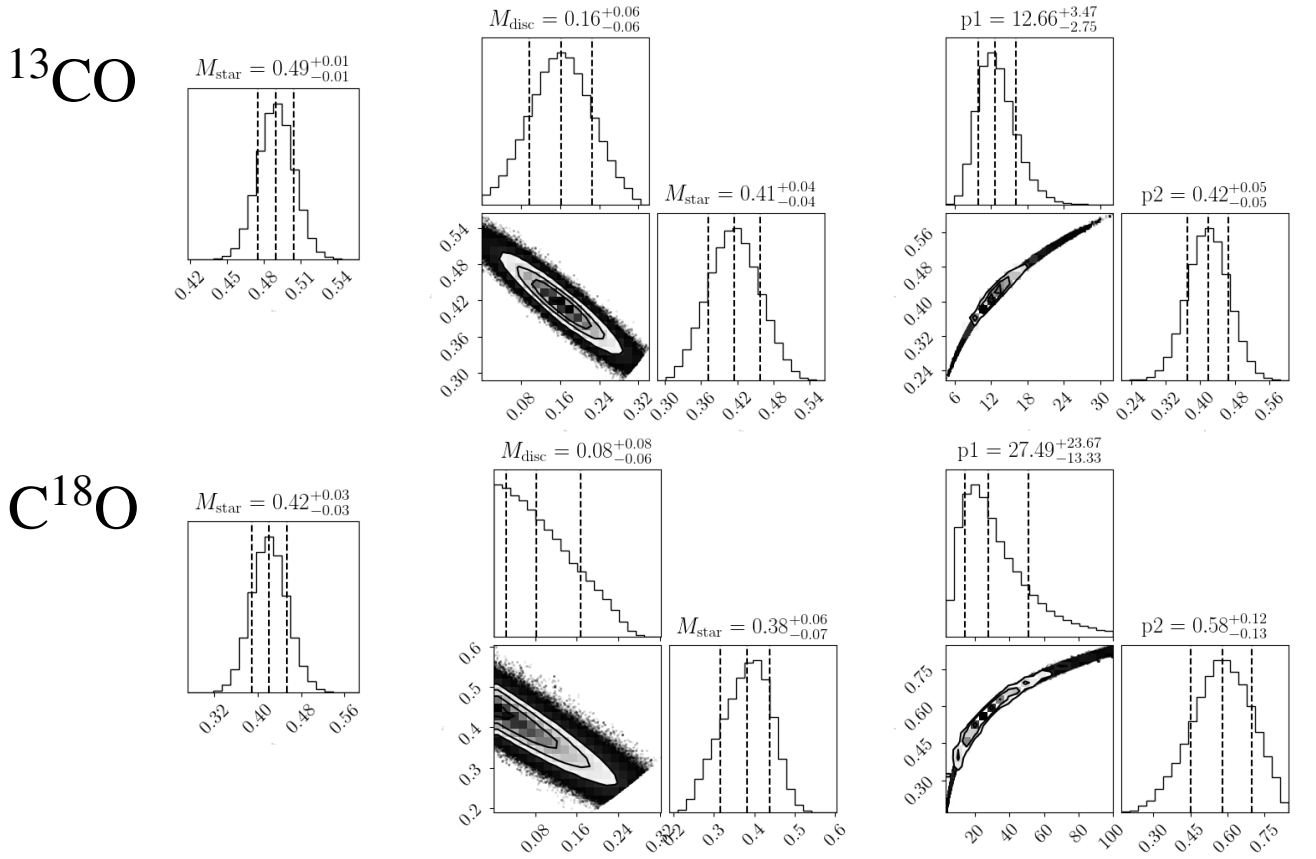 ¹³CO
M_star = 0.49^{+0.01}_{-0.01}
0.42 0.45 0.48 0.51 0.54
M_disc = 0.16^{+0.06}_{-0.06}
M_star = 0.41^{+0.04}_{-0.04}
0.54
0.48
0.42
0.36
0.30
0.08 0.16 0.24 0.32
0.30 0.36 0.42 0.48 0.54
p1 = 12.66^{+3.47}_{-2.75}
p2 = 0.42^{+0.05}_{-0.05}
0.56
0.48
0.40
0.32
0.24
6 12 18 24 30
0.24 0.32 0.40 0.48 0.56
C¹⁸O
M_star = 0.42^{+0.03}_{-0.03}
0.32 0.40 0.48 0.56
M_disc = 0.08^{+0.08}_{-0.06}
M_star = 0.38^{+0.06}_{-0.07}
0.6
0.5
0.4
0.3
0.2
0.08 0.16 0.24 0.32
0.2 0.3 0.4 0.5 0.6
p1 = 27.49^{+23.67}_{-13.33}
p2 = 0.58^{+0.12}_{-0.13}
0.75
0.60
0.45
0.30
20 40 60 80 100
0.30 0.45 0.60 0.75